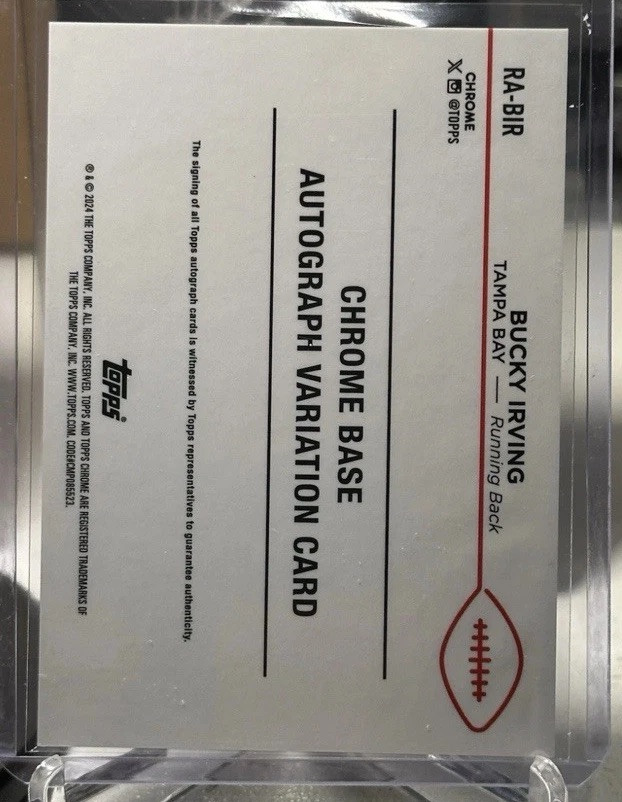 RA-BIR
BUCKY IRVING
TAMPA BAY — Running Back
CHROME
@TOPPS
CHROME BASE
AUTOGRAPH VARIATION CARD
The signing of all Topps autograph cards is witnessed by Topps representatives to guarantee authenticity.
topps
® & © 2024 THE TOPPS COMPANY, INC. ALL RIGHTS RESERVED. TOPPS AND TOPPS CHROME ARE REGISTERED TRADEMARKS OF
THE TOPPS COMPANY, INC. WWW.TOPPS.COM. CODE#CMP085523.